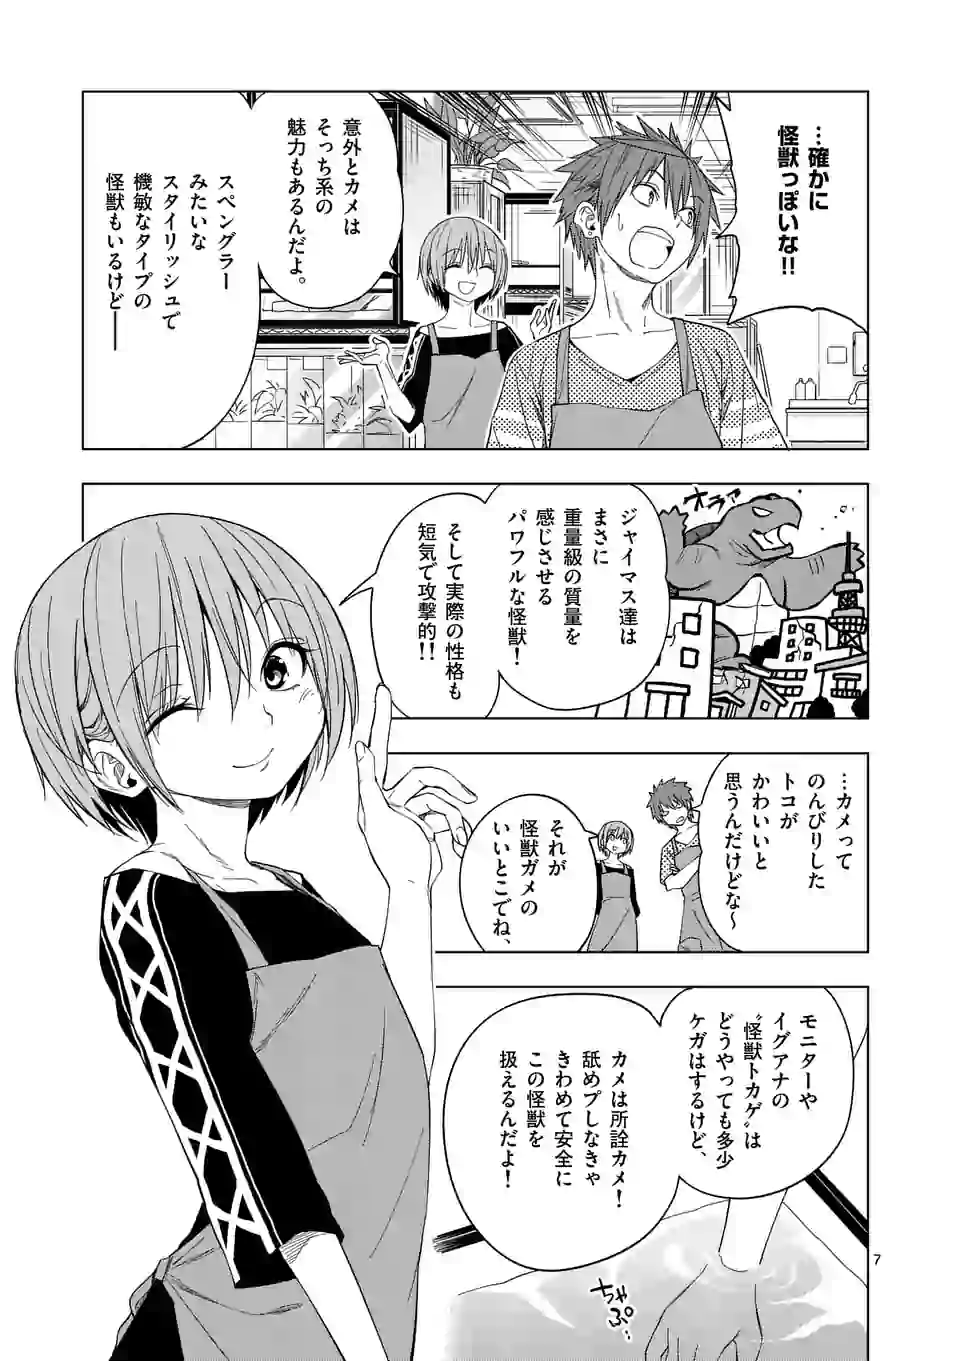 …確かに
怪獣っぽいな!!
意外とカメは
そっち系の
魅力もあるんだよ。
スペングラー
みたいな
スタイリッシュで
機敏なタイプの
怪獣もいるけど──
オラァ
ジャイマス達は
まさに
重量級の質量を
感じさせる
パワフルな怪獣！
そして実際の性格も
短気で攻撃的!!
…カメって
のんびりした
トコが
かわいいと
思うんだけどな～
それが
怪獣ガメの
いいとこでね、
モニターや
イグアナの
〝怪獣トカゲ〟は
どうやっても多少
ケガはするけど、
カメは所詮カメ！
舐めプしなきゃ
きわめて安全に
この怪獣を
扱えるんだよ！
ちゃぷ…
7